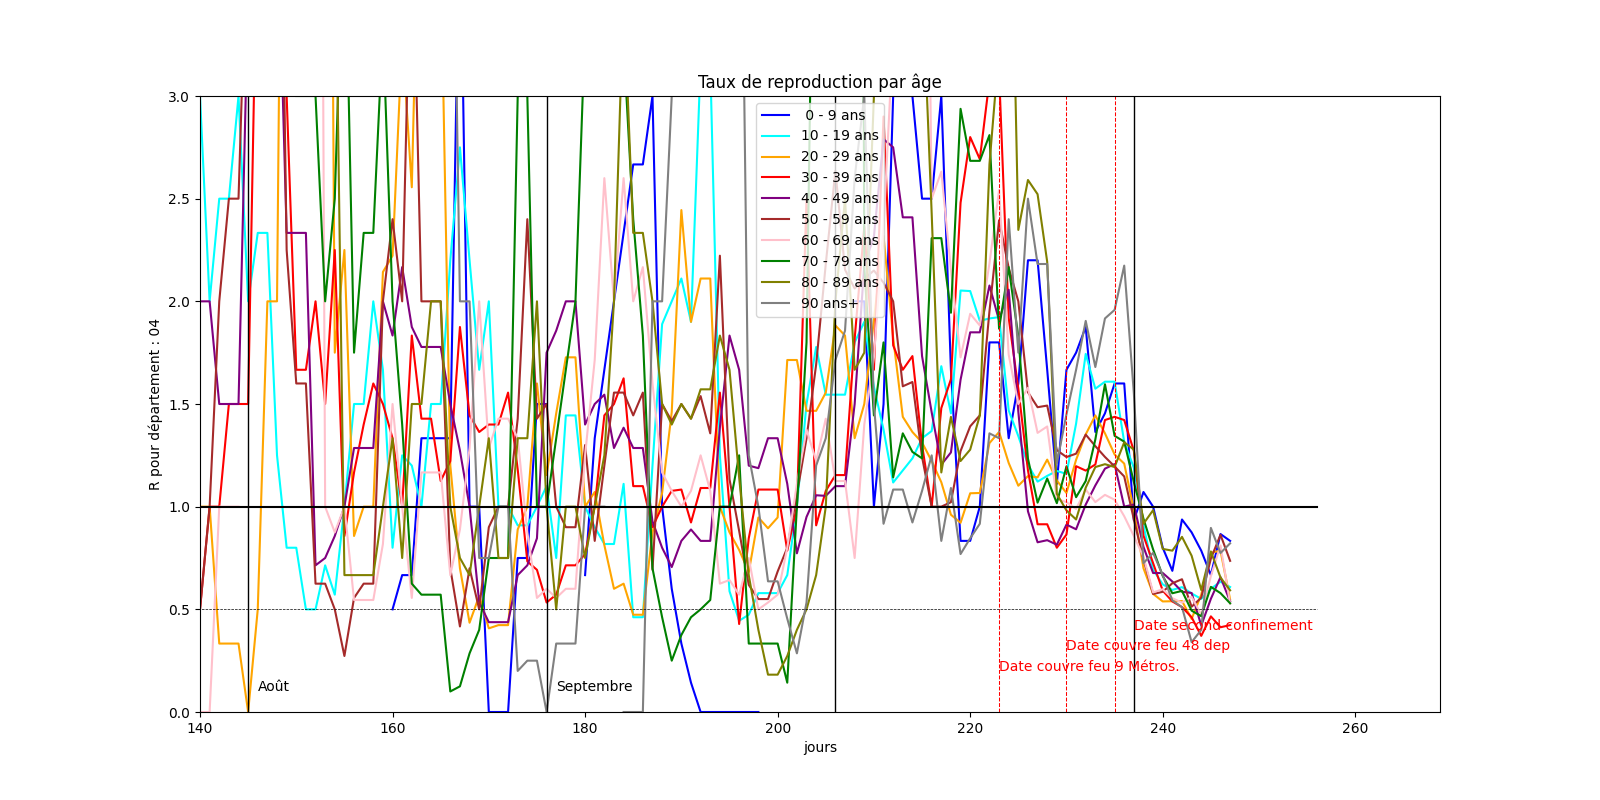 Taux de reproduction par âge
R pour département : 04
3.0
2.5
2.0
1.5
1.0
0.5
0.0
0 - 9 ans
10 - 19 ans
20 - 29 ans
30 - 39 ans
40 - 49 ans
50 - 59 ans
60 - 69 ans
70 - 79 ans
80 - 89 ans
90 ans+
Date second confinement
Date couvre feu 48 dep
Date couvre feu 9 Métros.
Août
Septembre
140 160 180 200 220 240 260
jours